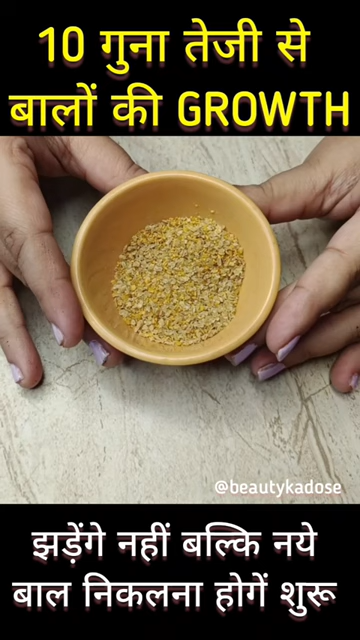 10 गुना तेजी से
बालों की GROWTH
@beautykadose
झड़ेंगे नहीं बल्कि नये
बाल निकलना होगें शुरू